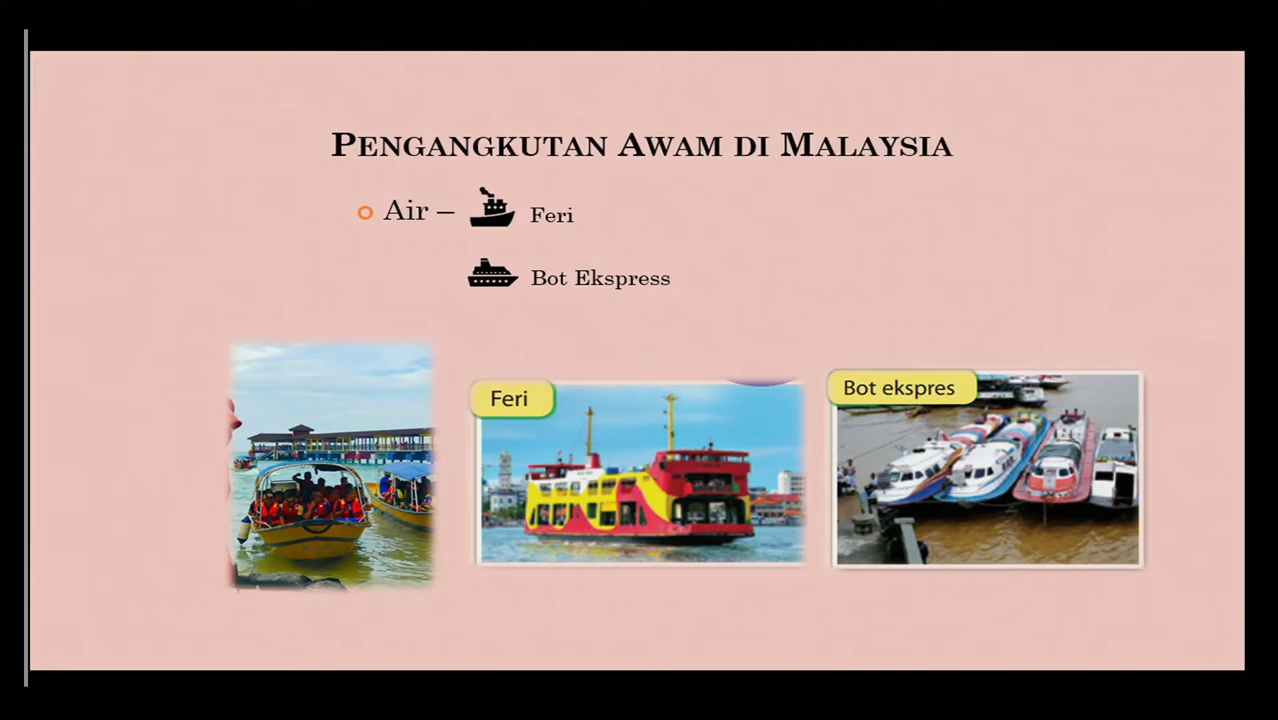 Pengangkutan Awam di Malaysia
Air – Feri
Bot Ekspress
Feri
Bot ekspres